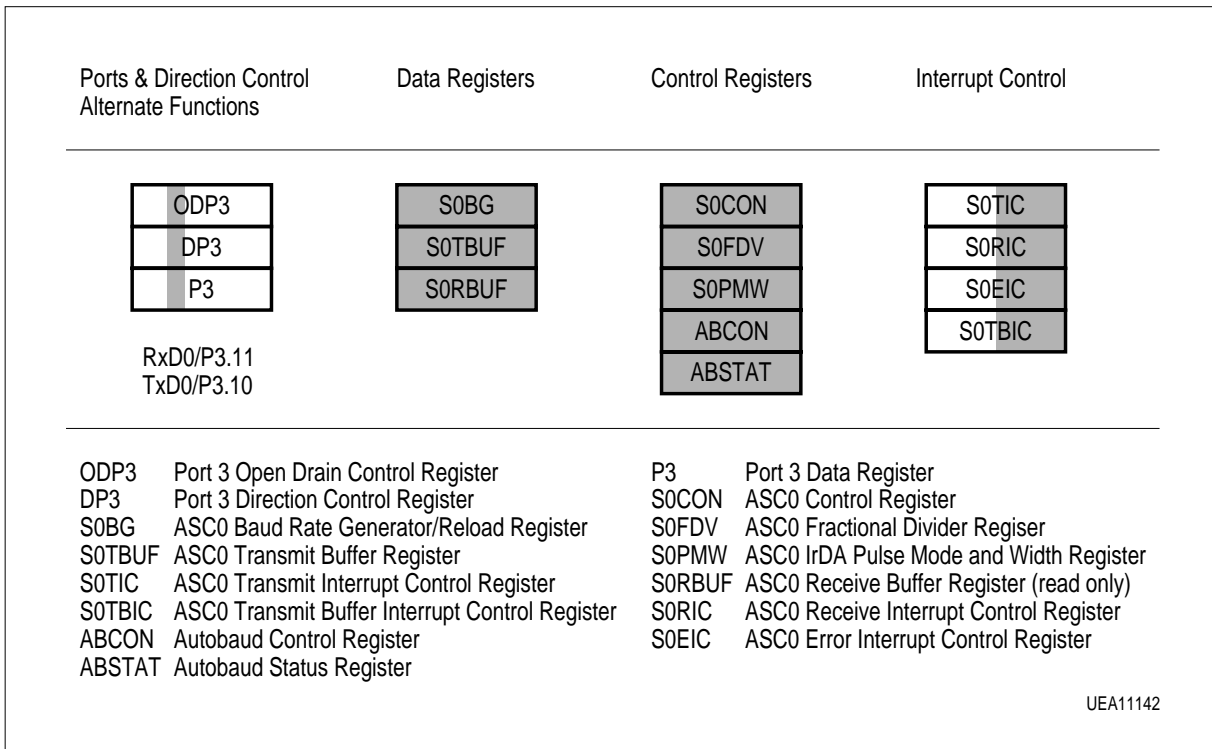 Ports & Direction Control
Alternate Functions
Data Registers
Control Registers
Interrupt Control
ODP3
DP3
P3
RxD0/P3.11
TxD0/P3.10
S0BG
S0TBUF
S0RBUF
S0CON
S0FDV
S0PMW
ABCON
ABSTAT
S0TIC
S0RIC
S0EIC
S0TBIC
ODP3 Port 3 Open Drain Control Register
DP3 Port 3 Direction Control Register
S0BG ASC0 Baud Rate Generator/Reload Register
S0TBUF ASC0 Transmit Buffer Register
S0TIC ASC0 Transmit Interrupt Control Register
S0TBIC ASC0 Transmit Buffer Interrupt Control Register
ABCON Autobaud Control Register
ABSTAT Autobaud Status Register
P3 Port 3 Data Register
S0CON ASC0 Control Register
S0FDV ASC0 Fractional Divider Regiser
S0PMW ASC0 IrDA Pulse Mode and Width Register
S0RBUF ASC0 Receive Buffer Register (read only)
S0RIC ASC0 Receive Interrupt Control Register
S0EIC ASC0 Error Interrupt Control Register
UEA11142